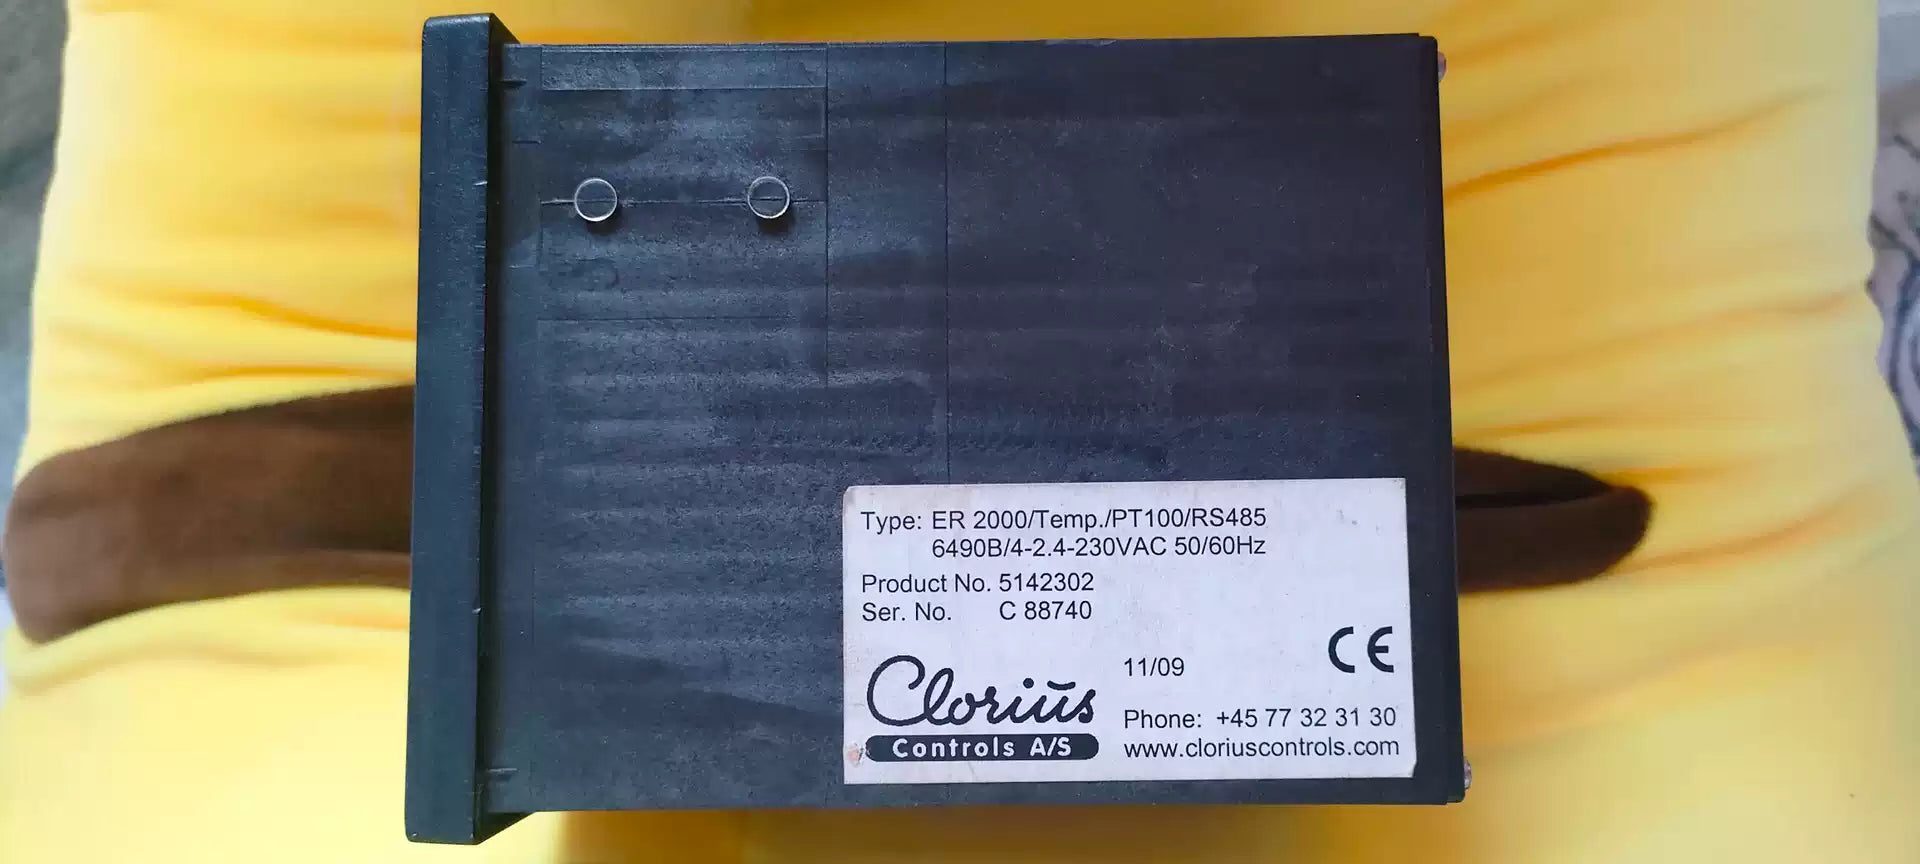 Type: ER 2000/Temp./PT100/RS485
6490B/4-2.4-230VAC 50/60Hz
Product No. 5142302
Ser. No. C 88740
CE
11/09
Clorius
Controls A/S
Phone: +45 77 32 31 30
www.cloriuscontrols.com